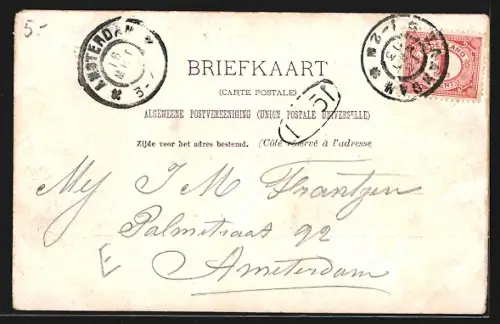 5.-
AMSTERDAM
3-
BRIEFKAART
(CARTE POSTALE)
ALGEMEENE POSTVEREENIGING (UNION POSTALE UNIVERSELLE)
Zijde voor het adres bestemd. (Côté réservé à l'adresse
Mej J M Frantzen
Palmstraat 92
Amsterdam